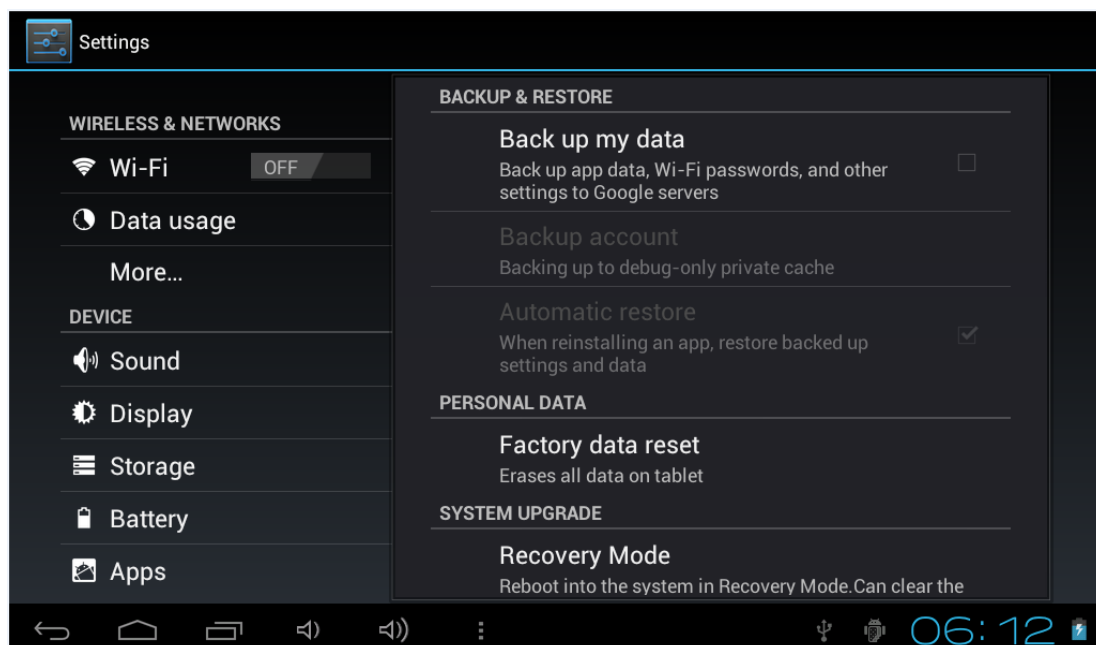 Settings
WIRELESS & NETWORKS
Wi-Fi
OFF
Data usage
More...
DEVICE
Sound
Display
Storage
Battery
Apps
BACKUP & RESTORE
Back up my data
Back up app data, Wi-Fi passwords, and other
settings to Google servers
Backup account
Backing up to debug-only private cache
Automatic restore
When reinstalling an app, restore backed up
settings and data
PERSONAL DATA
Factory data reset
Erases all data on tablet
SYSTEM UPGRADE
Recovery Mode
Reboot into the system in Recovery Mode.Can clear the
06:12